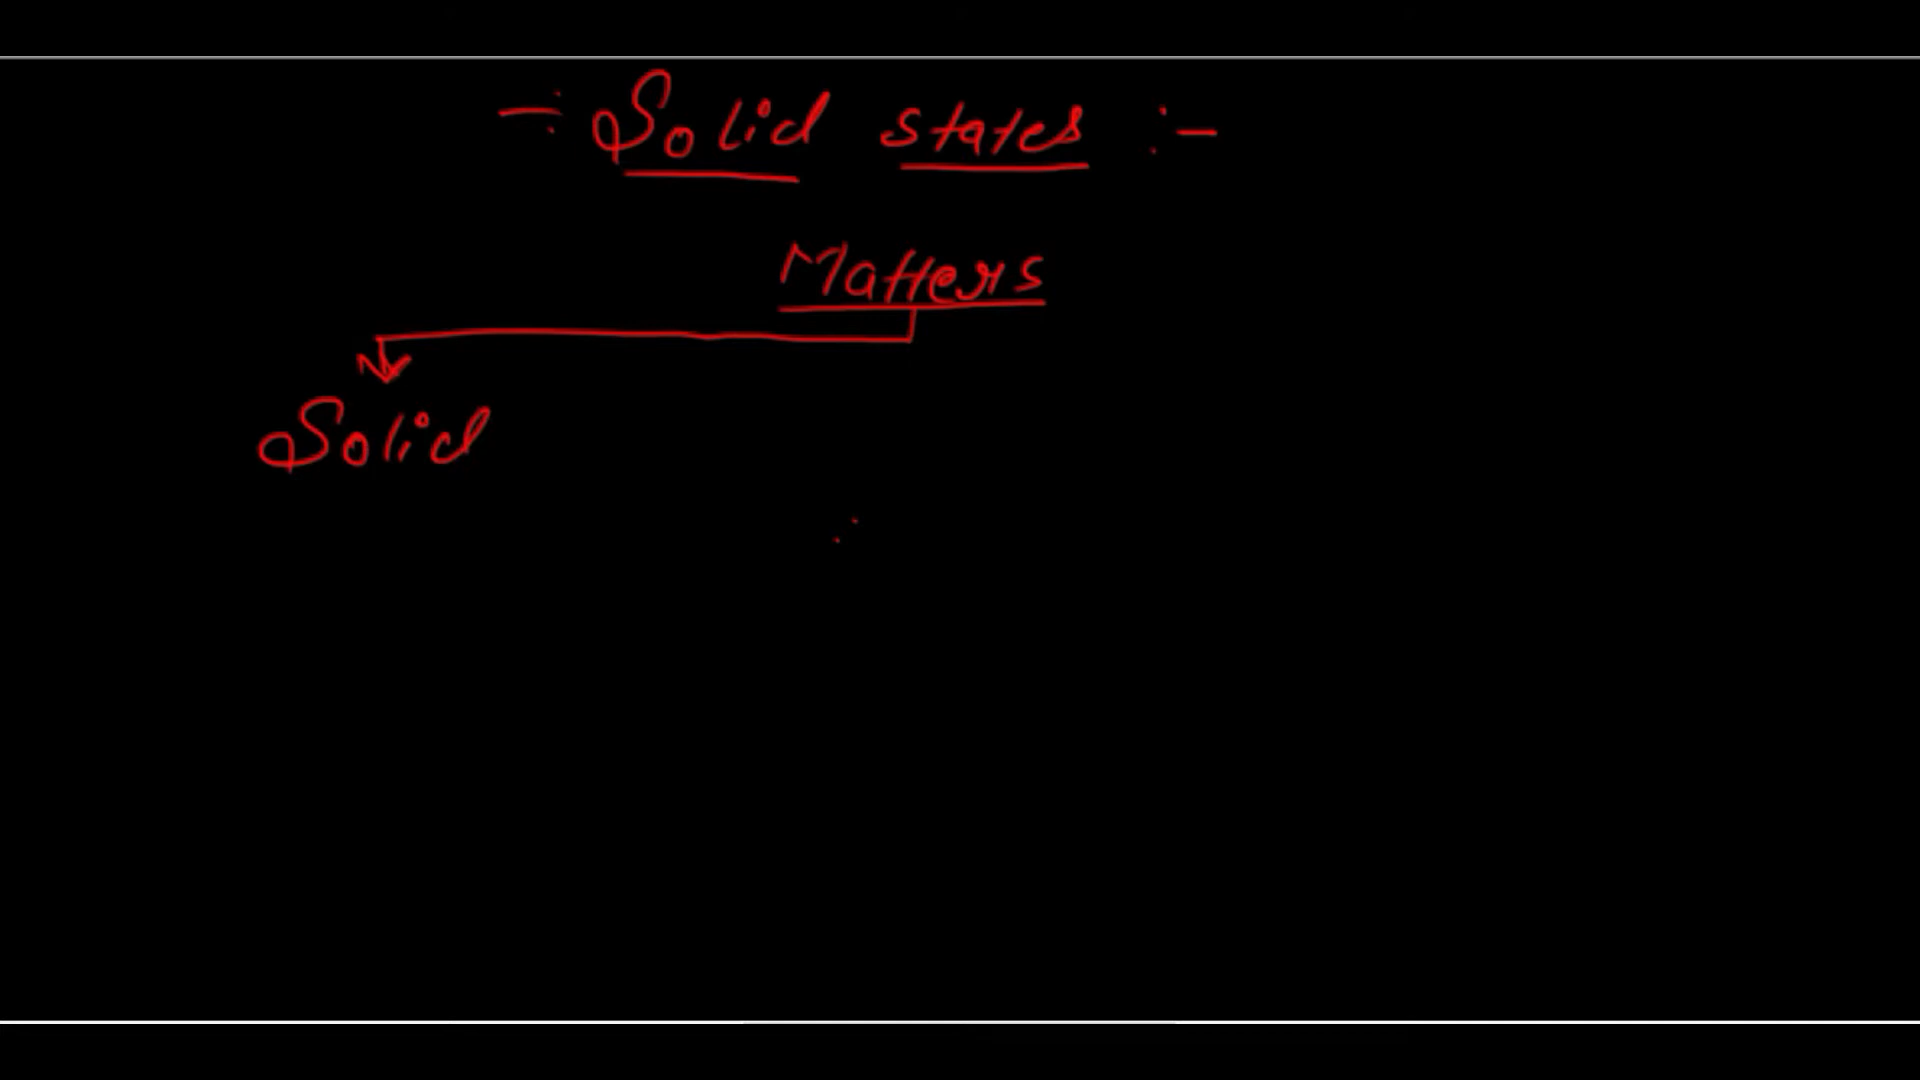 -: Solid states :-
Matters
Solid